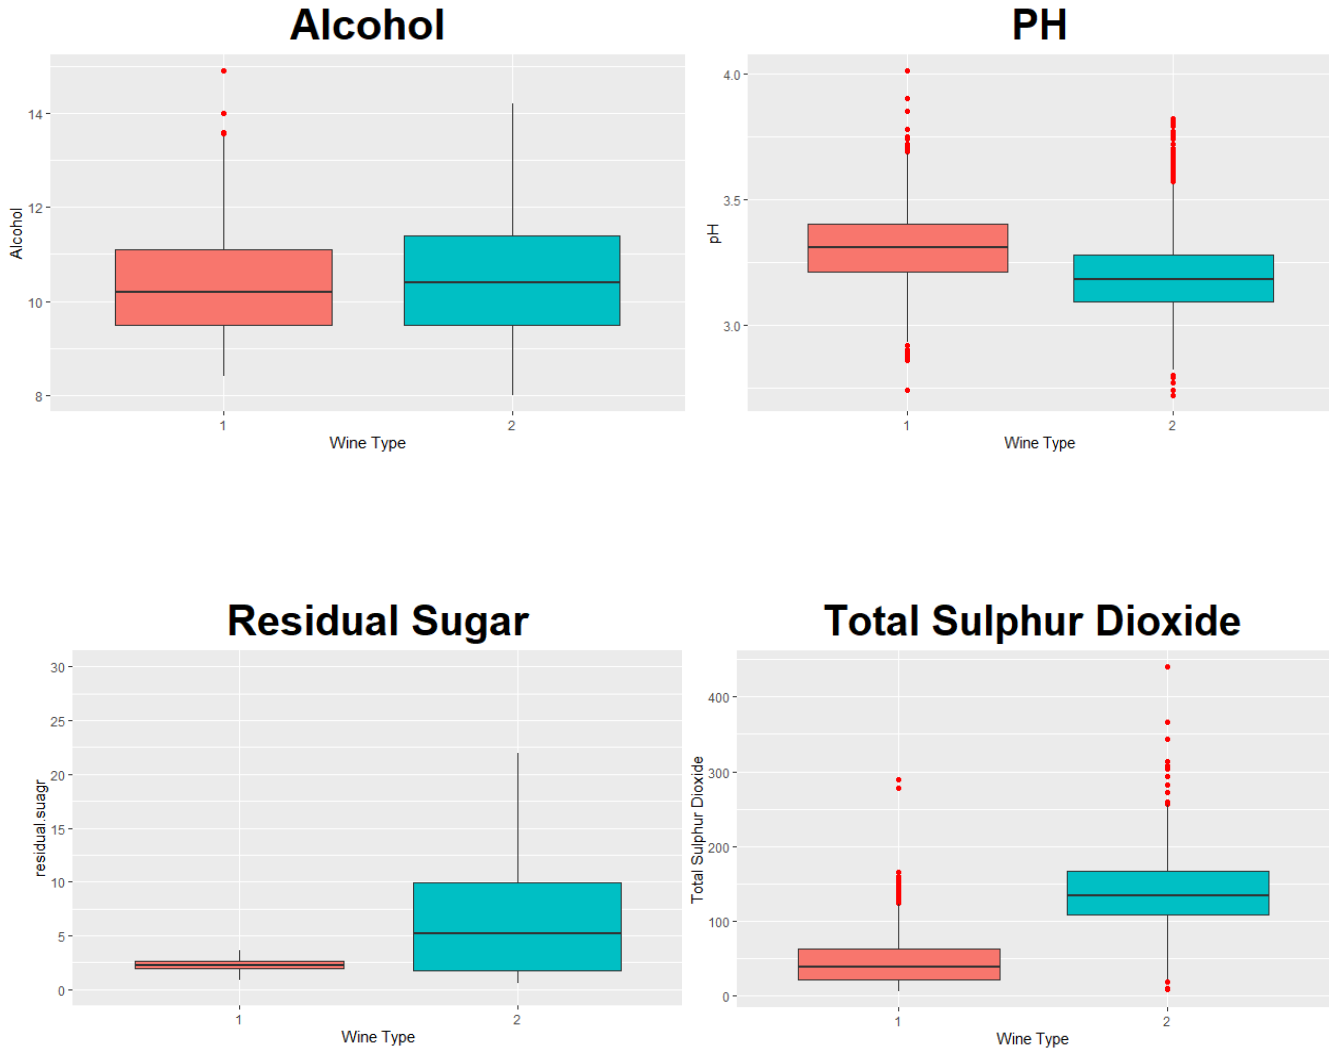 Alcohol
14
12
10
8
Alcohol
1
2
Wine Type
PH
4.0
3.5
3.0
pH
1
2
Wine Type
Residual Sugar
30
25
20
15
10
5
0
residual.suagr
1
2
Wine Type
Total Sulphur Dioxide
400
300
200
100
0
Total Sulphur Dioxide
1
2
Wine Type